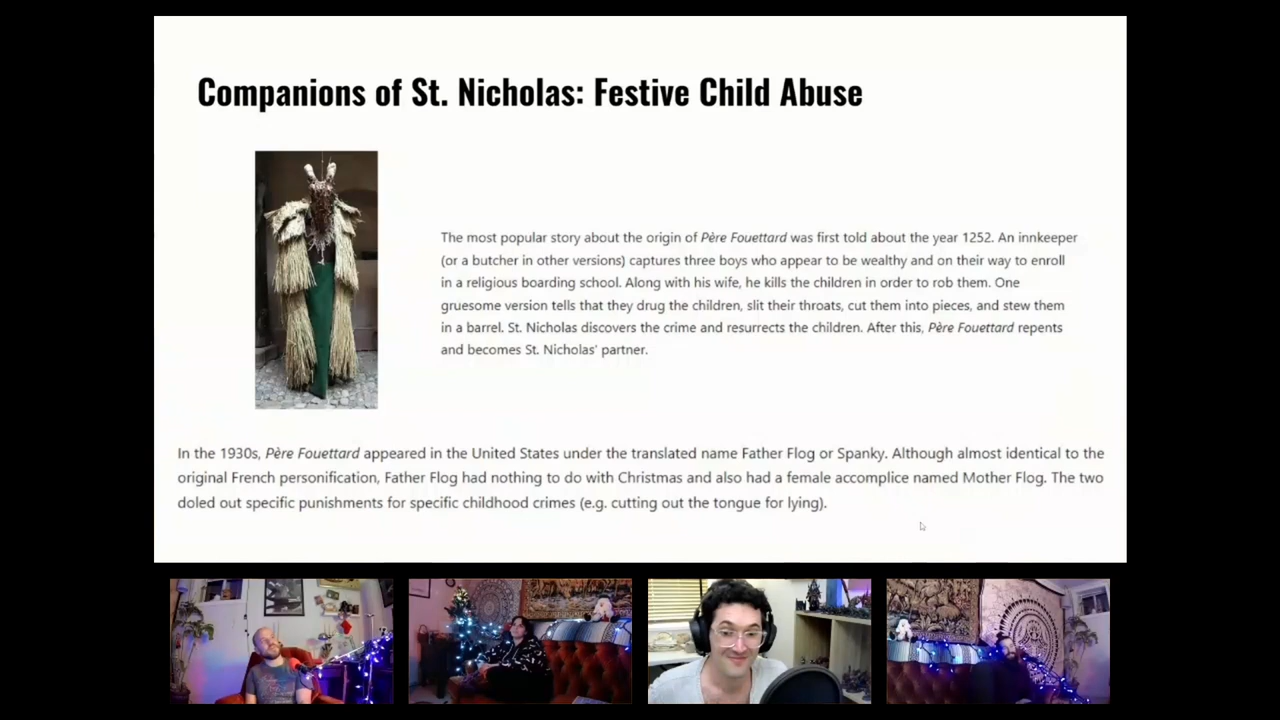 Companions of St. Nicholas: Festive Child Abuse
The most popular story about the origin of Père Fouettard was first told about the year 1252. An innkeeper
(or a butcher in other versions) captures three boys who appear to be wealthy and on their way to enroll
in a religious boarding school. Along with his wife, he kills the children in order to rob them. One
gruesome version tells that they drug the children, slit their throats, cut them into pieces, and stew them
in a barrel. St. Nicholas discovers the crime and resurrects the children. After this, Père Fouettard repents
and becomes St. Nicholas’ partner.
In the 1930s, Père Fouettard appeared in the United States under the translated name Father Flog or Spanky. Although almost identical to the
original French personification, Father Flog had nothing to do with Christmas and also had a female accomplice named Mother Flog. The two
doled out specific punishments for specific childhood crimes (e.g. cutting out the tongue for lying).